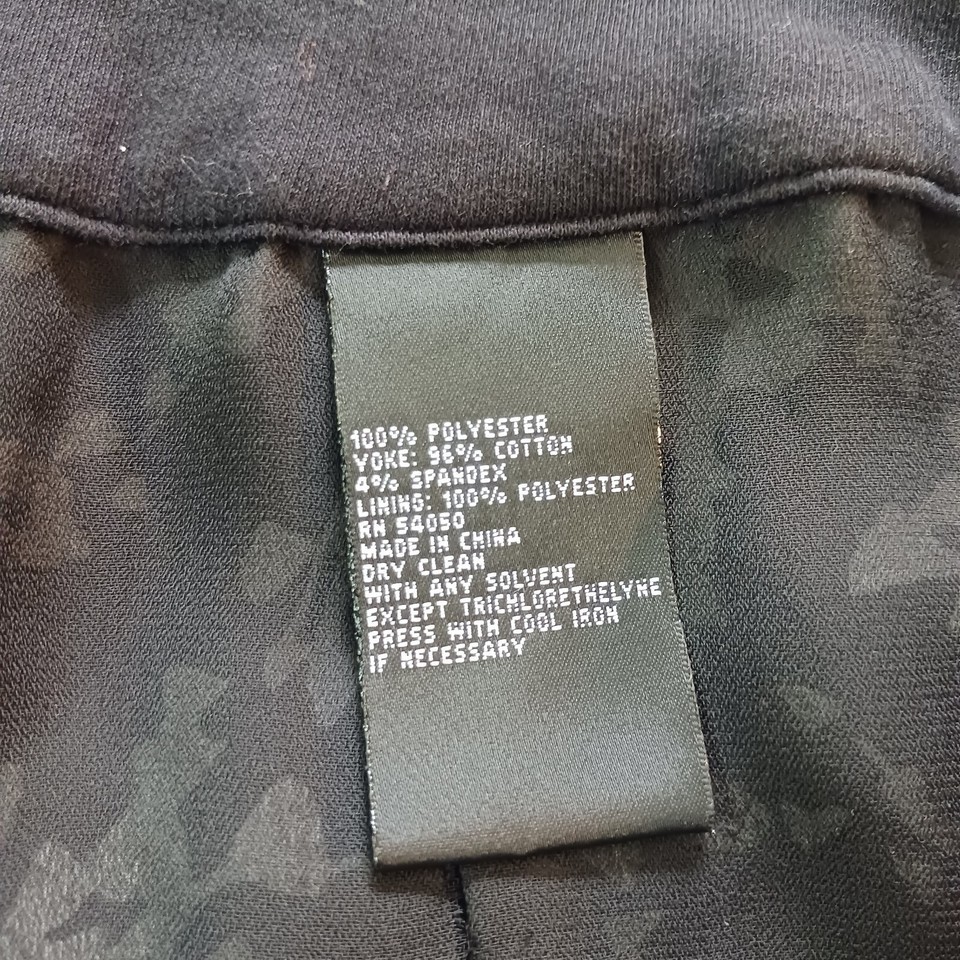 100% POLYESTER
YOKE: 96% COTTON
4% SPANDEX
LINING: 100% POLYESTER
RN 54050
MADE IN CHINA
DRY CLEAN
WITH ANY SOLVENT
EXCEPT TRICHLORETHELYNE
PRESS WITH COOL IRON
IF NECESSARY